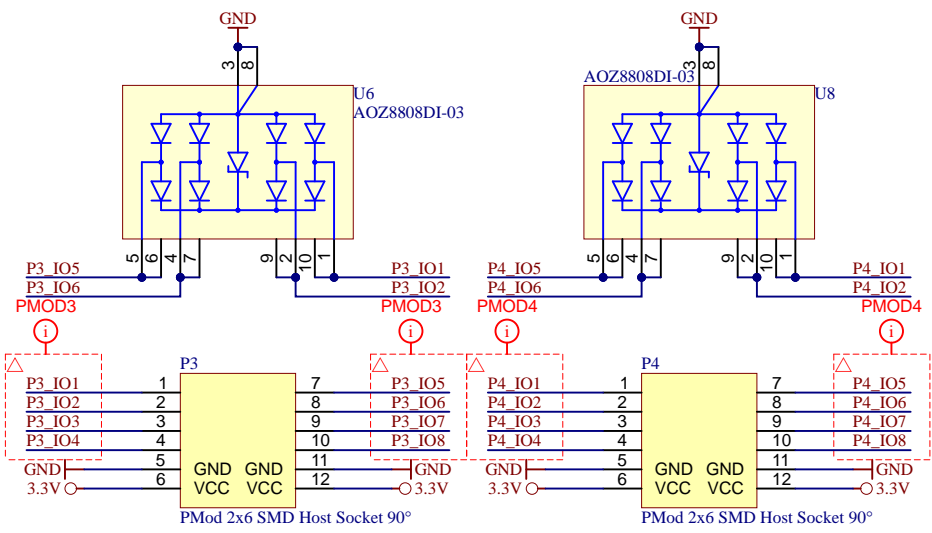 GND GND
3 8 3 8
AOZ8808DI-03
U6 U8
AOZ8808DI-03
5 6 4 7 9 2 10 1 5 6 4 7 9 2 10 1
P3_IO5 P3_IO1 P4_IO5 P4_IO1
P3_IO6 P3_IO2 P4_IO6 P4_IO2
PMOD3 PMOD3 PMOD4 PMOD4
i i i i
P3 P4
P3_IO1 1 7 P3_IO5 P4_IO1 1 7 P4_IO5
P3_IO2 2 8 P3_IO6 P4_IO2 2 8 P4_IO6
P3_IO3 3 9 P3_IO7 P4_IO3 3 9 P4_IO7
P3_IO4 4 10 P3_IO8 P4_IO4 4 10 P4_IO8
GND 5 GND GND 11 GND GND 5 GND GND 11 GND
3.3V 6 VCC VCC 12 3.3V 3.3V 6 VCC VCC 12 3.3V
PMod 2x6 SMD Host Socket 90° PMod 2x6 SMD Host Socket 90°